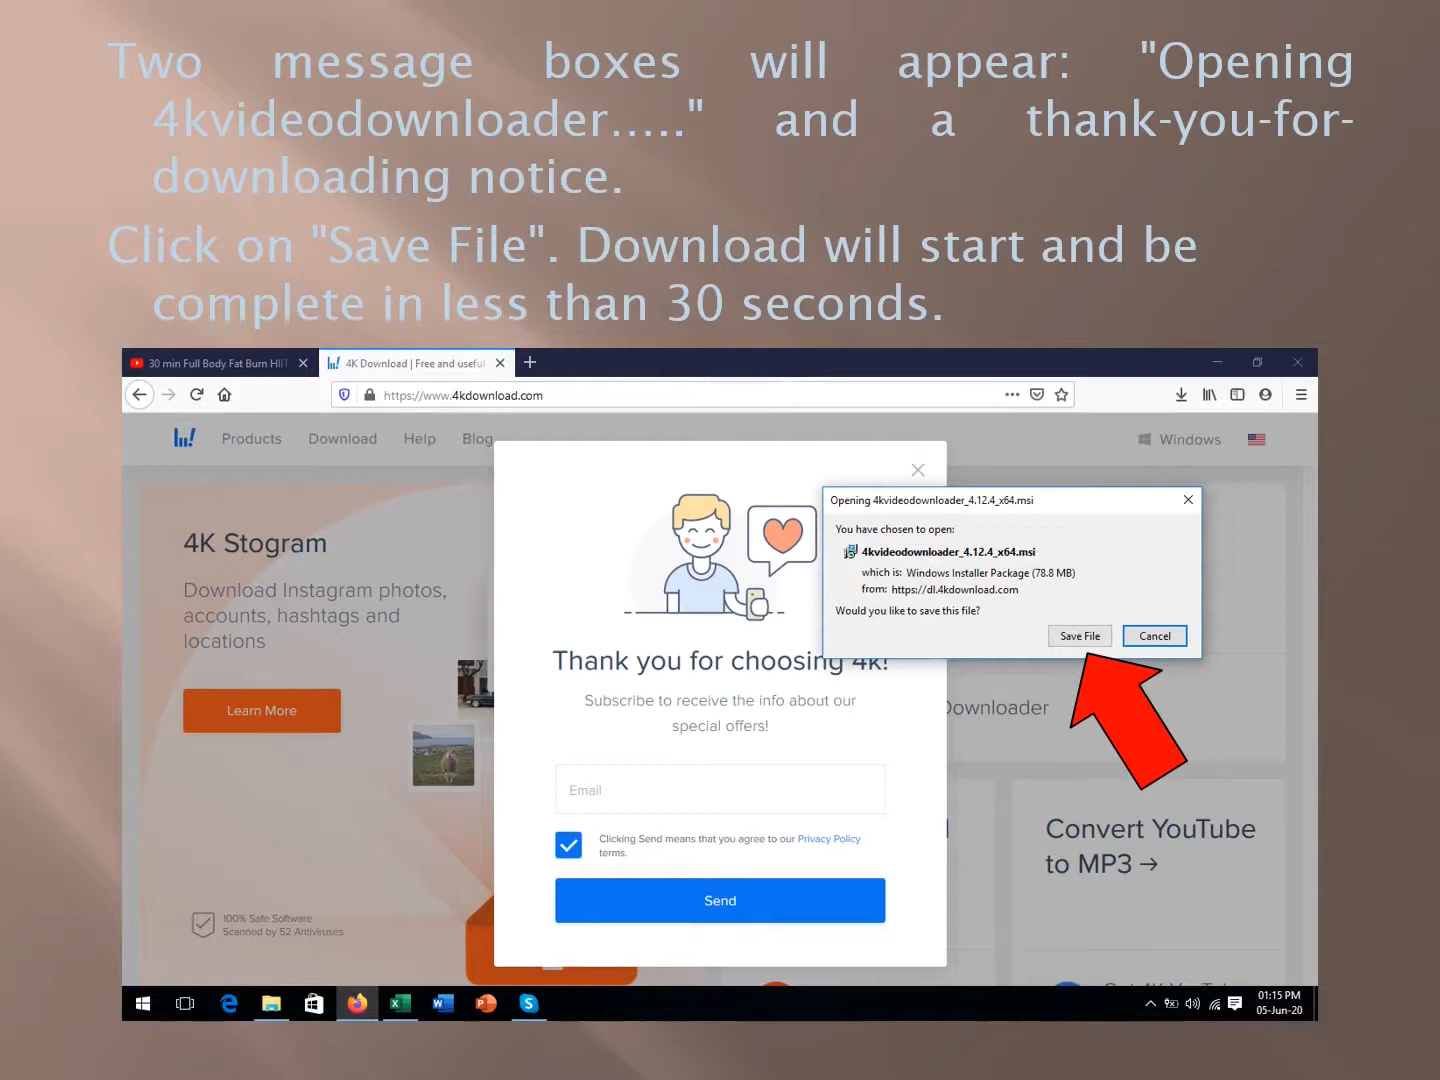 Two message boxes will appear: "Opening
4kvideodownloader….." and a thank-you-for-
downloading notice.
Click on "Save File". Download will start and be
complete in less than 30 seconds.
30 min Full Body Fat Burn HIIT
4K Download | Free and useful
https://www.4kdownload.com
Products Download Help Blog
Windows
4K Stogram
Download Instagram photos,
accounts, hashtags and
locations
Learn More
100% Safe Software
Scanned by 52 Antiviruses
Thank you for choosing 4k!
Subscribe to receive the info about our
special offers!
Email
Clicking Send means that you agree to our Privacy Policy
terms.
Send
Opening 4kvideodownloader_4.12.4_x64.msi
You have chosen to open:
4kvideodownloader_4.12.4_x64.msi
which is: Windows Installer Package (78.8 MB)
from: https://dl.4kdownload.com
Would you like to save this file?
Save File Cancel
Downloader
Convert YouTube
to MP3 →
01:15 PM
05-Jun-20